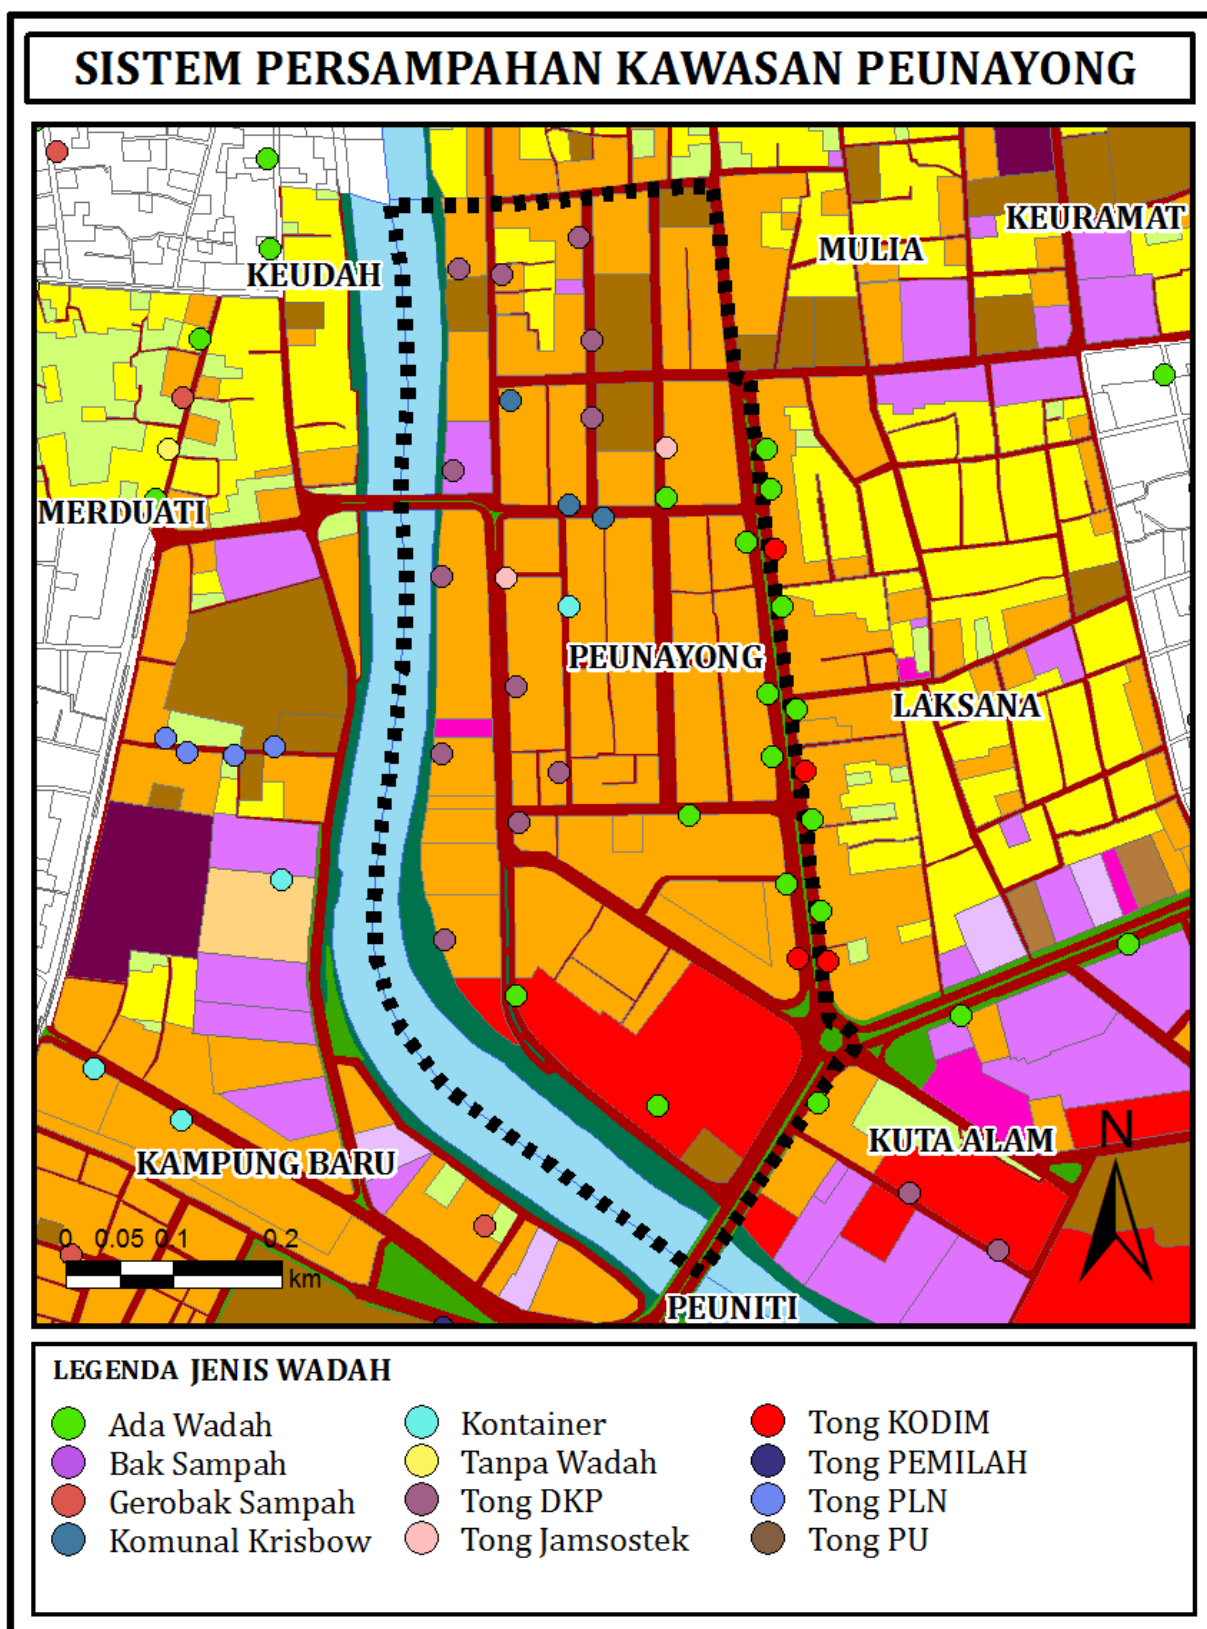 SISTEM PERSAMPAHAN KAWASAN PEUNAYONG
KEURAMAT
MULIA
KEUDAH
MERDUATI
PEUNAYONG
LAKSANA
KUTA ALAM
N
KAMPUNG BARU
0 0.05 0.1 0.2
km
PEUNITI
LEGENDA JENIS WADAH
Ada Wadah
Bak Sampah
Gerobak Sampah
Komunal Krisbow
Kontainer
Tanpa Wadah
Tong DKP
Tong Jamsostek
Tong KODIM
Tong PEMILAH
Tong PLN
Tong PU